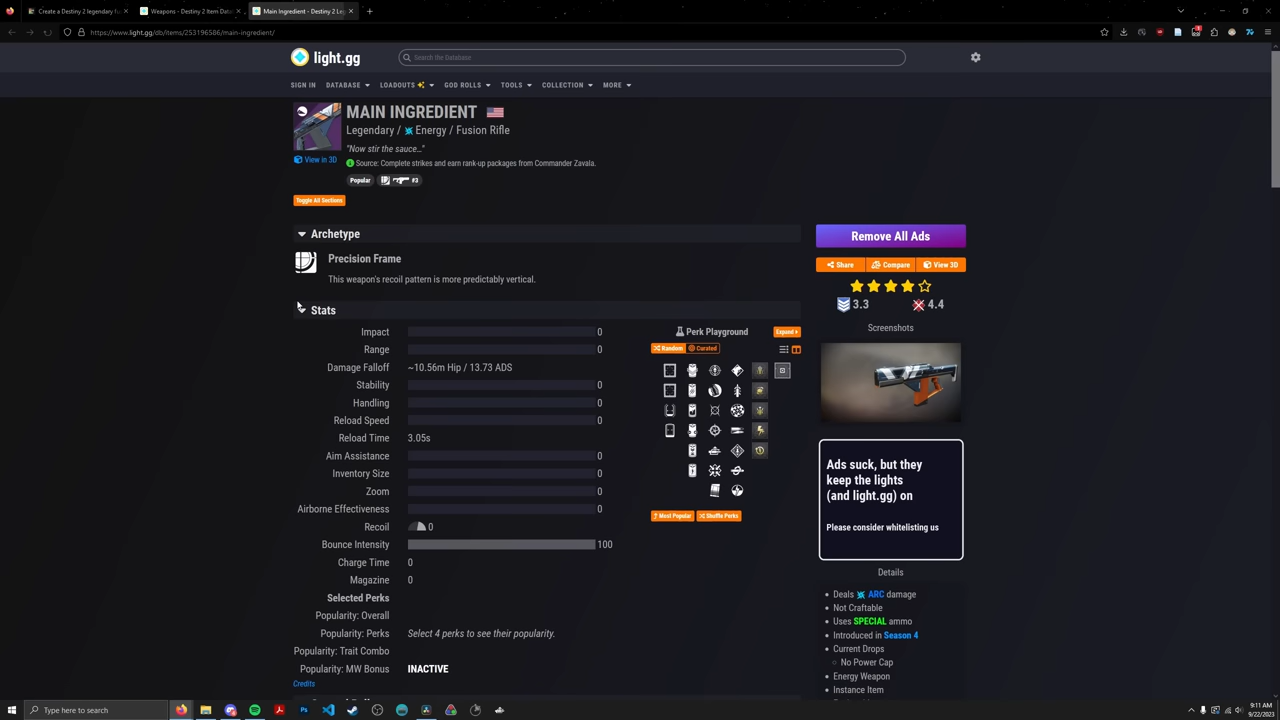 Create a Destiny 2 legendary fu
Weapons - Destiny 2 Item Data
Main Ingredient - Destiny 2 Leg
https://www.light.gg/db/items/253196586/main-ingredient/
light.gg
Search the Database
SIGN IN DATABASE LOADOUTS GOD ROLLS TOOLS COLLECTION MORE
MAIN INGREDIENT
Legendary / Energy / Fusion Rifle
"Now stir the sauce..."
View in 3D
Source: Complete strikes and earn rank-up packages from Commander Zavala.
Popular #3
Toggle All Sections
Archetype
Precision Frame
This weapon's recoil pattern is more predictably vertical.
Stats
Impact 0
Range 0
Damage Falloff ~10.56m Hip / 13.73 ADS
Stability 0
Handling 0
Reload Speed 0
Reload Time 3.05s
Aim Assistance 0
Inventory Size 0
Zoom 0
Airborne Effectiveness 0
Recoil 0
Bounce Intensity 100
Charge Time 0
Magazine 0
Selected Perks
Popularity: Overall
Popularity: Perks Select 4 perks to see their popularity.
Popularity: Trait Combo
Popularity: MW Bonus INACTIVE
Credits
Perk Playground Expand
Random Curated
Most Popular Shuffle Perks
Remove All Ads
Share Compare View 3D
3.3 4.4
Screenshots
Ads suck, but they
keep the lights
(and light.gg) on
Please consider whitelisting us
Details
Deals ARC damage
Not Craftable
Uses SPECIAL ammo
Introduced in Season 4
Current Drops
No Power Cap
Energy Weapon
Instance Item
Type here to search
9:11 AM
9/22/2023